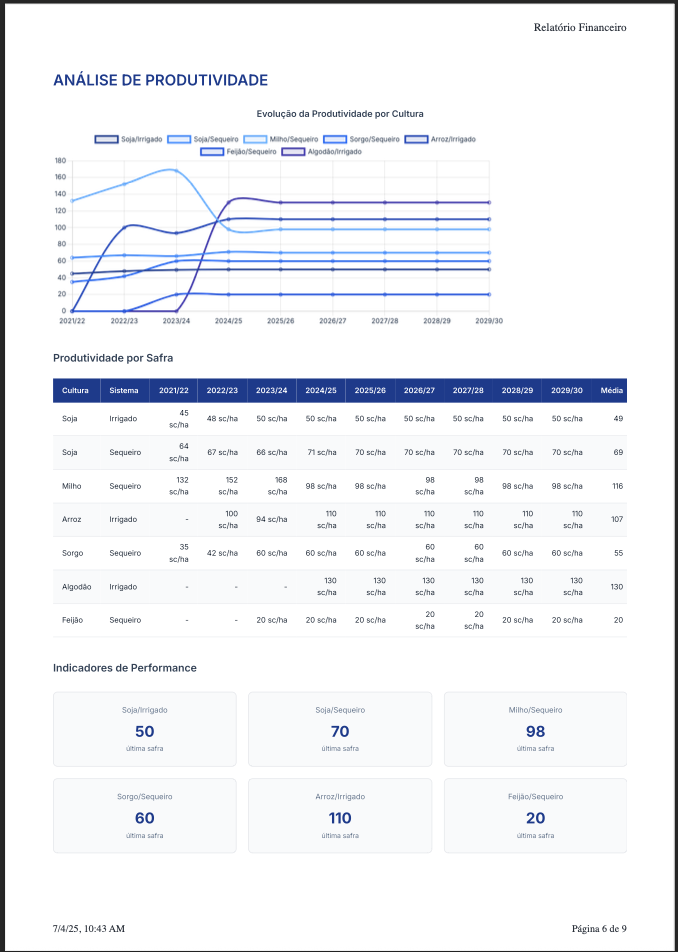 Relatório Financeiro
ANÁLISE DE PRODUTIVIDADE
Evolução da Produtividade por Cultura
Soja/Irrigado Soja/Sequeiro Milho/Sequeiro Sorgo/Sequeiro Arroz/Irrigado
Feijão/Sequeiro Algodão/Irrigado
180
160
140
120
100
80
60
40
20
0
2021/22 2022/23 2023/24 2024/25 2025/26 2026/27 2027/28 2028/29 2029/30
Produtividade por Safra
Cultura Sistema 2021/22 2022/23 2023/24 2024/25 2025/26 2026/27 2027/28 2028/29 2029/30 Média
Soja Irrigado 45 sc/ha 48 sc/ha 50 sc/ha 50 sc/ha 50 sc/ha 50 sc/ha 50 sc/ha 50 sc/ha 50 sc/ha 49
Soja Sequeiro 64 sc/ha 67 sc/ha 66 sc/ha 71 sc/ha 70 sc/ha 70 sc/ha 70 sc/ha 70 sc/ha 70 sc/ha 69
Milho Sequeiro 132 sc/ha 152 sc/ha 168 sc/ha 98 sc/ha 98 sc/ha 98 sc/ha 98 sc/ha 98 sc/ha 98 sc/ha 116
Arroz Irrigado - 100 sc/ha 94 sc/ha 110 sc/ha 110 sc/ha 110 sc/ha 110 sc/ha 110 sc/ha 110 sc/ha 107
Sorgo Sequeiro 35 sc/ha 42 sc/ha 60 sc/ha 60 sc/ha 60 sc/ha 60 sc/ha 60 sc/ha 60 sc/ha 60 sc/ha 55
Algodão Irrigado - - - 130 sc/ha 130 sc/ha 130 sc/ha 130 sc/ha 130 sc/ha 130 sc/ha 130
Feijão Sequeiro - - 20 sc/ha 20 sc/ha 20 sc/ha 20 sc/ha 20 sc/ha 20 sc/ha 20 sc/ha 20
Indicadores de Performance
Soja/Irrigado
50
última safra
Soja/Sequeiro
70
última safra
Milho/Sequeiro
98
última safra
Sorgo/Sequeiro
60
última safra
Arroz/Irrigado
110
última safra
Feijão/Sequeiro
20
última safra
7/4/25, 10:43 AM
Página 6 de 9